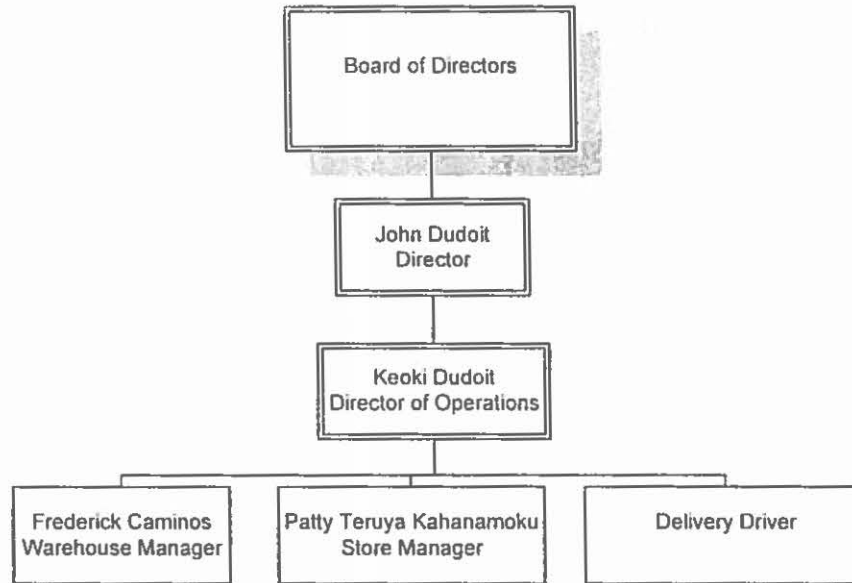 Board of Directors
John Dudoit
Director
Keoki Dudoit
Director of Operations
Frederick Caminos
Warehouse Manager
Patty Teruya Kahanamoku
Store Manager
Delivery Driver